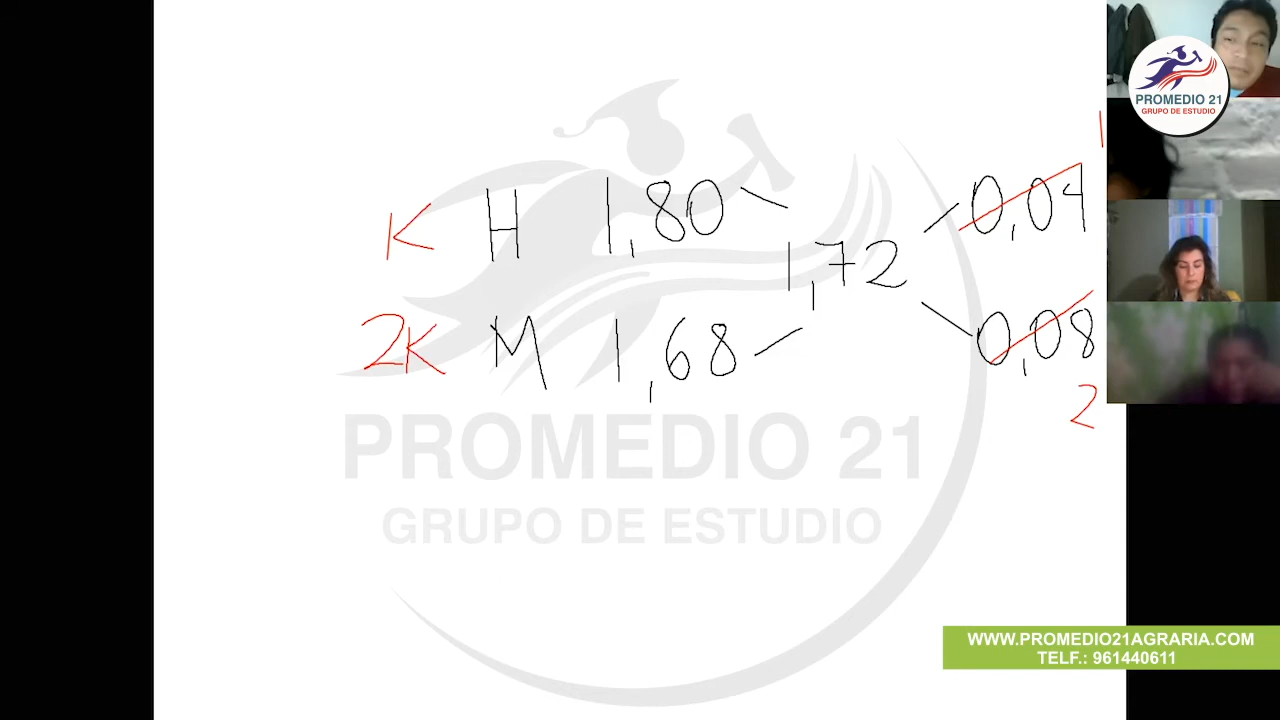 PROMEDIO 21
GRUPO DE ESTUDIO
K H 1,80 0,04 1
1,72
2K M 1,68 0,08
2
PROMEDIO 21
GRUPO DE ESTUDIO
WWW.PROMEDIO21AGRARIA.COM
TELF.: 961440611